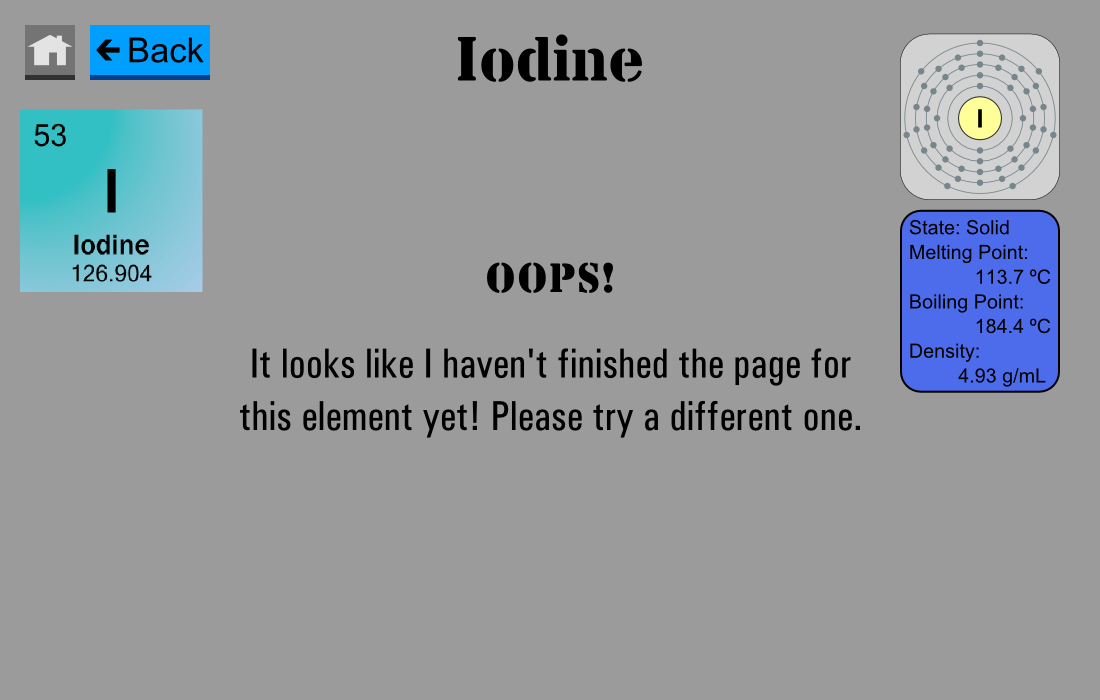 Back
Iodine
53
I
Iodine
126.904
I
State: Solid
Melting Point:
113.7 ºC
Boiling Point:
184.4 ºC
Density:
4.93 g/mL
OOPS!
It looks like I haven't finished the page for
this element yet! Please try a different one.